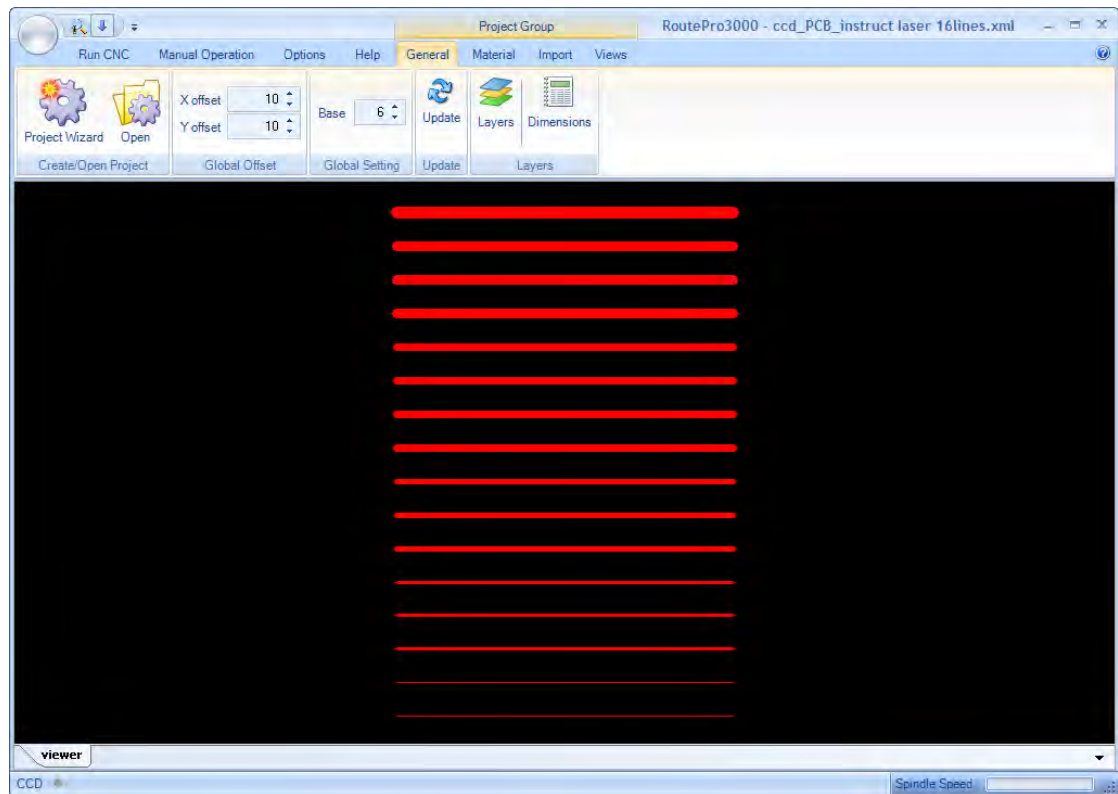 Project Group
RoutePro3000 - ccd_PCB_instruct laser 16lines.xml
Run CNC Manual Operation Options Help General Material Import Views
X offset 10
Y offset 10
Base 6
Project Wizard Open
Update Layers Dimensions
Create/Open Project Global Offset Global Setting Update Layers
viewer
CCD Spindle Speed